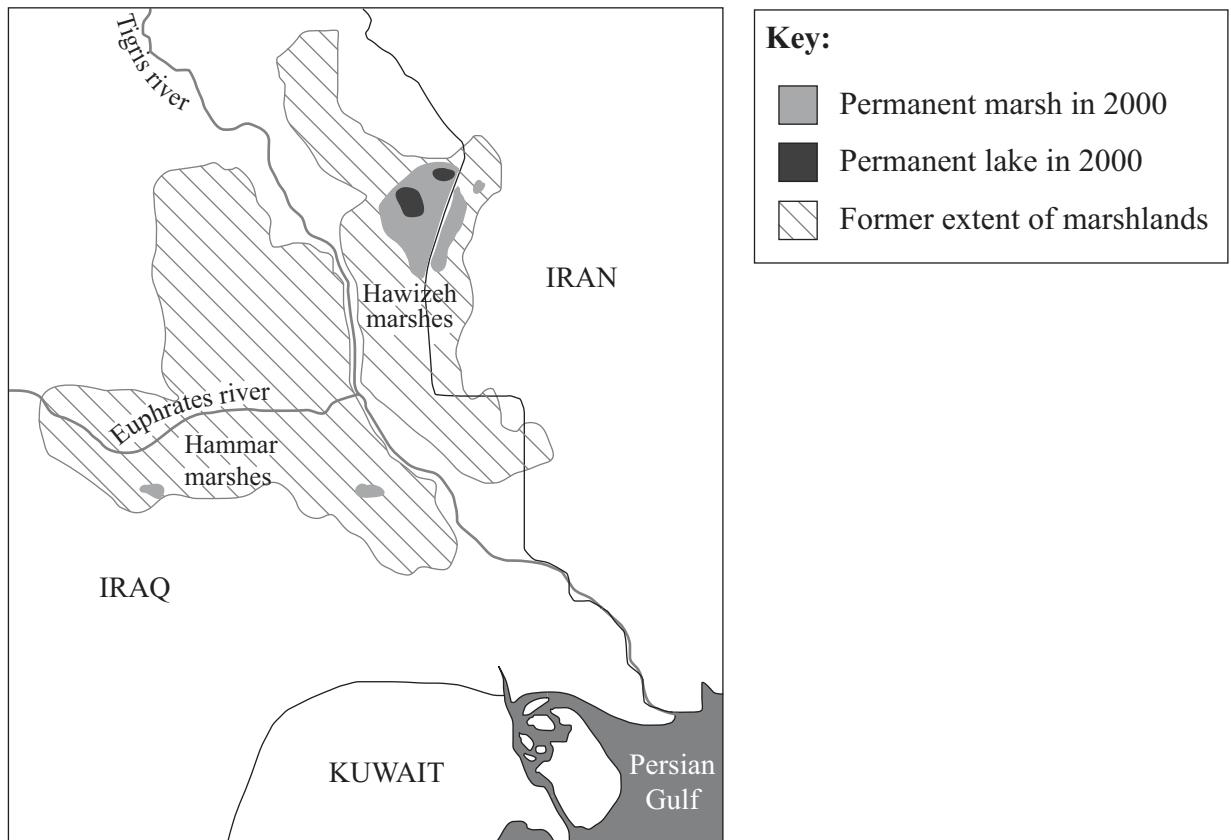 Tigris river
IRAN
Hawizeh
marshes
Euphrates river
Hammar
marshes
IRAQ
KUWAIT
Persian
Gulf
Key:
Permanent marsh in 2000
Permanent lake in 2000
Former extent of marshlands